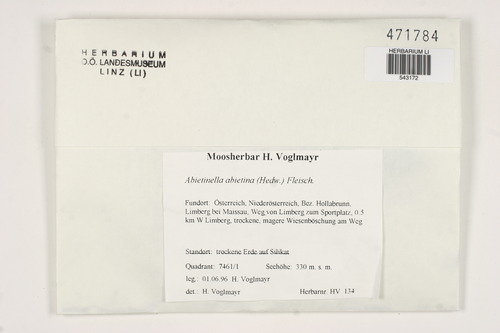 HERBARIUM
O.Ö. LANDESMUSEUM
LINZ (LI)
471784
HERBARIUM LI
543172
Moosherbar H. Voglmayr
Abietinella abietina (Hedw.) Fleisch.
Fundort: Österreich, Niederösterreich, Bez. Hollabrunn,
Limberg bei Maissau, Weg von Limberg zum Sportplatz, 0.5
km W Limberg, trockene, magere Wiesenböschung am Weg
Standort: trockene Erde auf Silikat
Quadrant: 7461/1 Seehöhe: 330 m. s. m.
leg.: 01.06.96 H. Voglmayr
det.: H. Voglmayr Herbarnr. HV 134